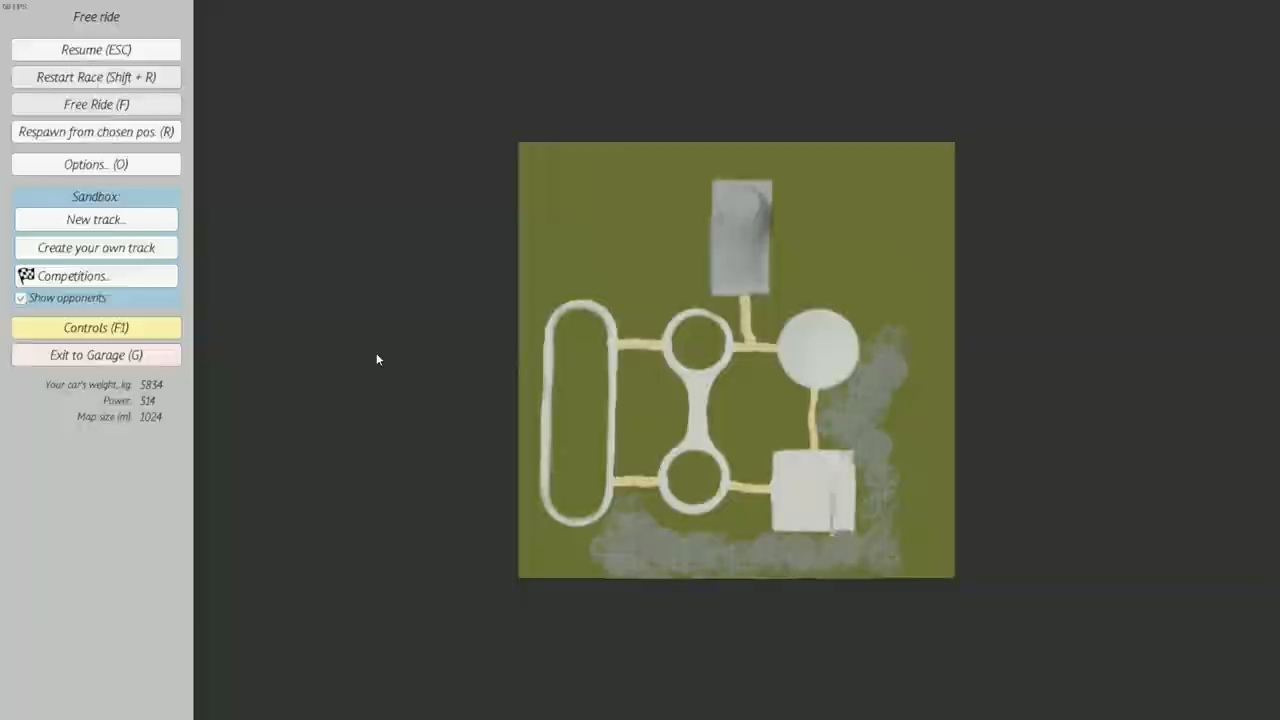 60 FPS
Free ride
Resume (ESC)
Restart Race (Shift + R)
Free Ride (F)
Respawn from chosen pos. (R)
Options... (O)
Sandbox:
New track...
Create your own track
Competitions...
Show opponents
Controls (F1)
Exit to Garage (G)
Your car's weight, kg: 5834
Power: 514
Map size (m): 1024